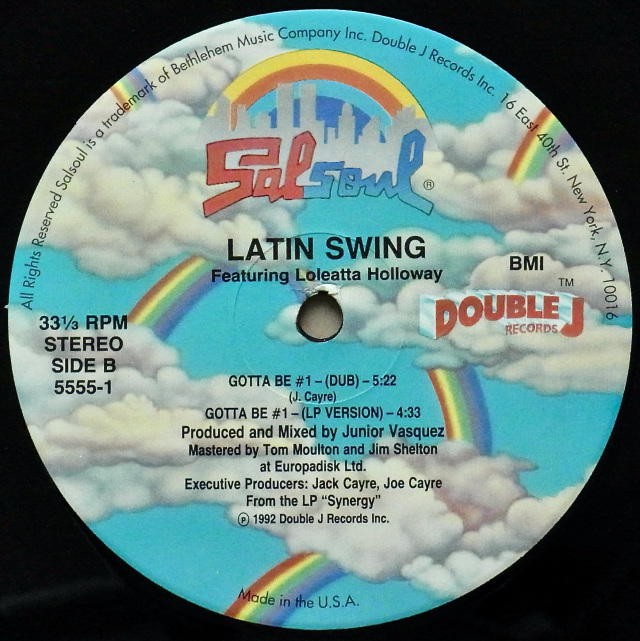 All Rights Reserved Salsoul is a trademark of Bethlehem Music Company Inc. Double J Records Inc. 16 East 40th St. New York, N.Y. 10016
Salsoul®
LATIN SWING
Featuring Loleatta Holloway
BMI
DOUBLE J ™
RECORDS
33⅓ RPM
STEREO
SIDE B
5555-1
GOTTA BE #1 – (DUB) – 5:22
(J. Cayre)
GOTTA BE #1 – (LP VERSION) – 4:33
Produced and Mixed by Junior Vasquez
Mastered by Tom Moulton and Jim Shelton
at Europadisk Ltd.
Executive Producers: Jack Cayre, Joe Cayre
From the LP “Synergy”
℗ 1992 Double J Records Inc.
Made in the U.S.A.